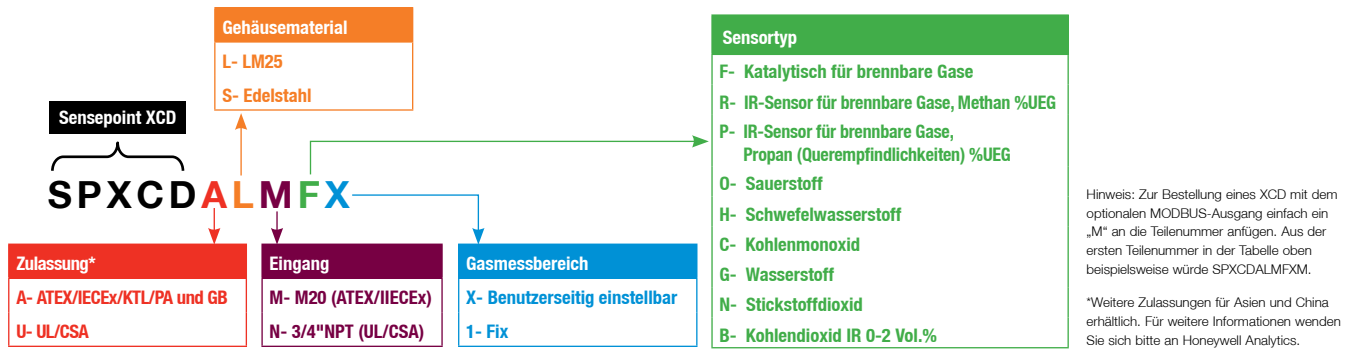 Gehäusematerial
L- LM25
S- Edelstahl
Sensortyp
F- Katalytisch für brennbare Gase
R- IR-Sensor für brennbare Gase, Methan %UEG
P- IR-Sensor für brennbare Gase,
Propan (Querempfindlichkeiten) %UEG
O- Sauerstoff
H- Schwefelwasserstoff
C- Kohlenmonoxid
G- Wasserstoff
N- Stickstoffdioxid
B- Kohlendioxid IR 0-2 Vol.%
Sensepoint XCD
SPXCDALMFX
Zulassung*
A- ATEX/IECEx/KTL/PA und GB
U- UL/CSA
Eingang
M- M20 (ATEX/IIECEx)
N- 3/4"NPT (UL/CSA)
Gasmessbereich
X- Benutzerseitig einstellbar
1- Fix
Hinweis: Zur Bestellung eines XCD mit dem
optionalen MODBUS-Ausgang einfach ein
„M“ an die Teilenummer anfügen. Aus der
ersten Teilenummer in der Tabelle oben
beispielsweise würde SPXCDALMFXM.
*Weitere Zulassungen für Asien und China
erhältlich. Für weitere Informationen wenden
Sie sich bitte an Honeywell Analytics.